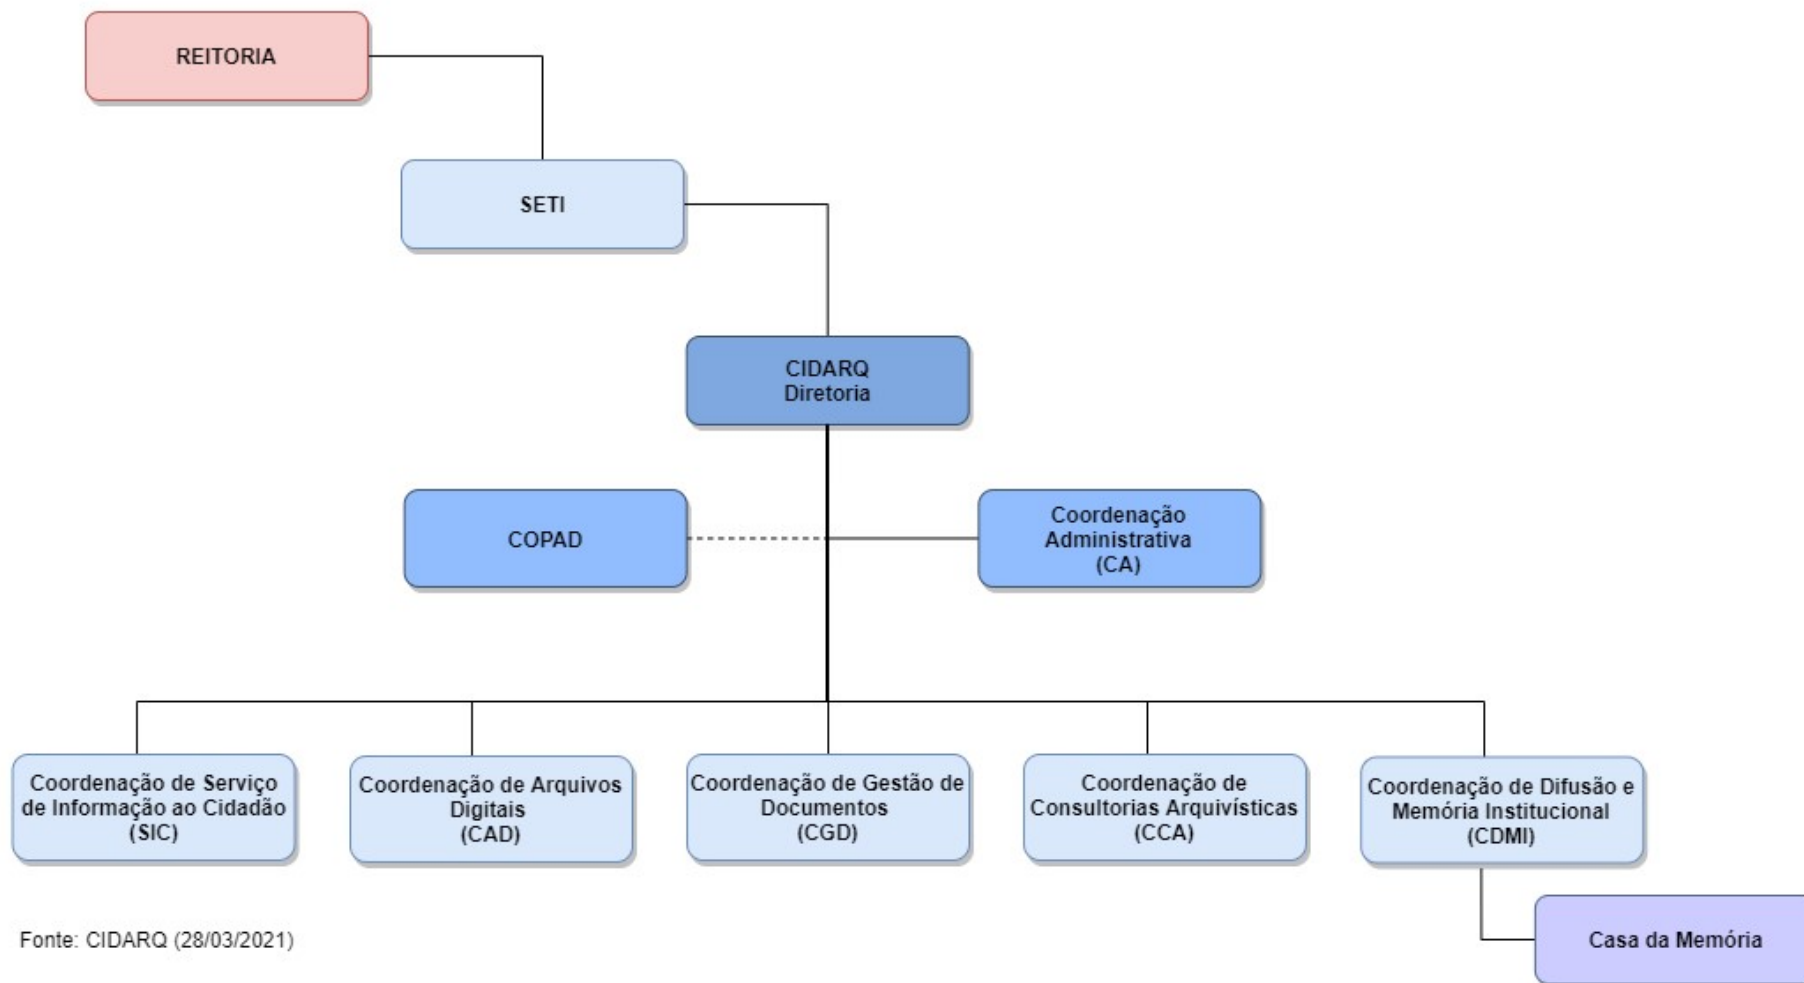 REITORIA
SETI
CIDARQ
Diretoria
COPAD
Coordenação
Administrativa
(CA)
Coordenação de Serviço
de Informação ao Cidadão
(SIC)
Coordenação de Arquivos
Digitais
(CAD)
Coordenação de Gestão de
Documentos
(CGD)
Coordenação de
Consultorias Arquivísticas
(CCA)
Coordenação de Difusão e
Memória Institucional
(CDMI)
Casa da Memória
Fonte: CIDARQ (28/03/2021)